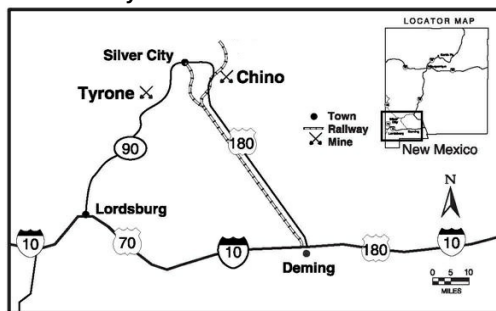 LOCATOR MAP
New Mexico
Silver City
Chino
Tyrone
Town
Railway
Mine
90
180
Lordsburg
N
10
70
10
Deming
180
10
0 5 10
MILES